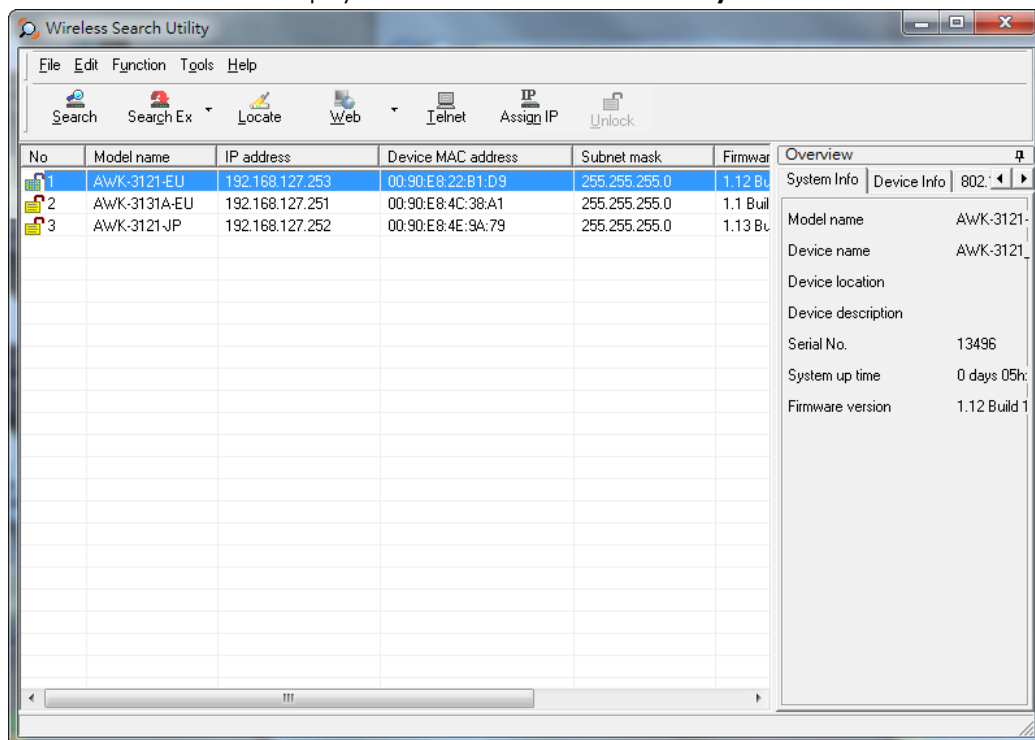 Wireless Search Utility
File Edit Function Tools Help
Search Search Ex Locate Web Telnet IP Assign IP Unlock
No Model name IP address Device MAC address Subnet mask Firmwar
1 AWK-3121-EU 192.168.127.253 00:90:E8:22:B1:D9 255.255.255.0 1.12 Bu
2 AWK-3131A-EU 192.168.127.251 00:90:E8:4C:38:A1 255.255.255.0 1.1 Buil
3 AWK-3121-JP 192.168.127.252 00:90:E8:4E:9A:79 255.255.255.0 1.13 Bu
Overview
System Info Device Info 802.
Model name AWK-3121-
Device name AWK-3121_
Device location
Device description
Serial No. 13496
System up time 0 days 05h:
Firmware version 1.12 Build 1